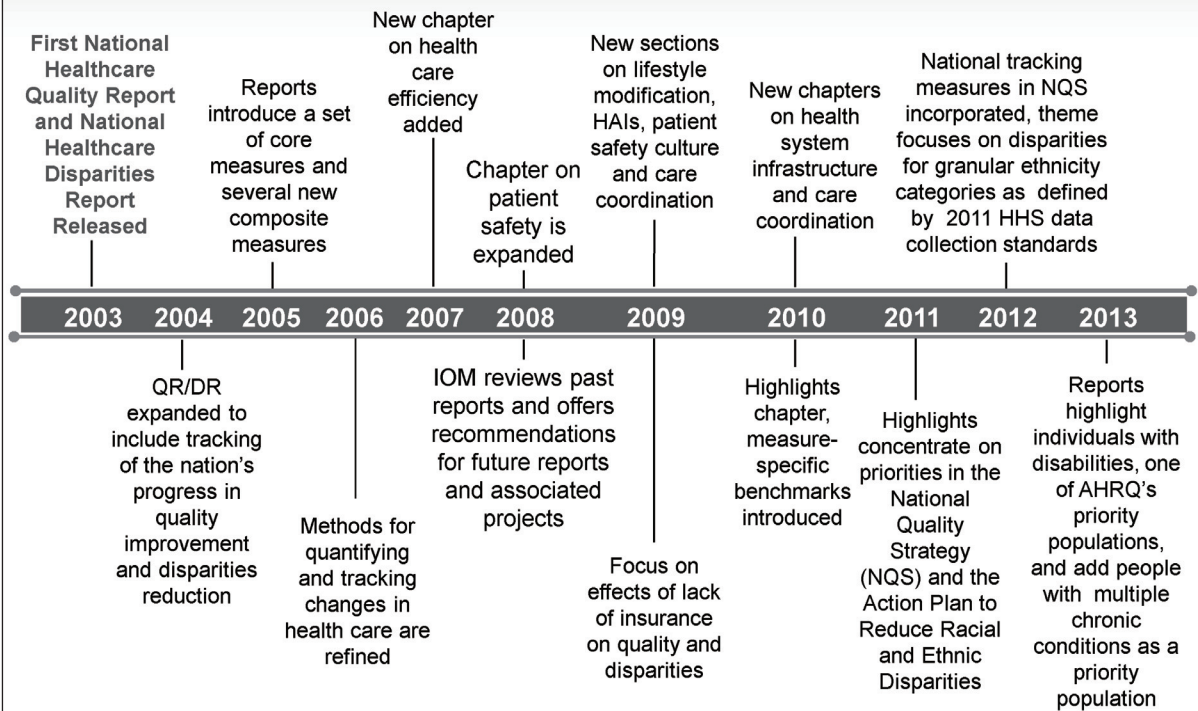 First National
Healthcare
Quality Report
and National
Healthcare
Disparities
Report
Released
Reports
introduce a set
of core
measures and
several new
composite
measures
New chapter
on health
care
efficiency
added
Chapter on
patient
safety is
expanded
New sections
on lifestyle
modification,
HAIs, patient
safety culture
and care
coordination
New chapters
on health
system
infrastructure
and care
coordination
National tracking
measures in NQS
incorporated, theme
focuses on disparities
for granular ethnicity
categories as defined
by 2011 HHS data
collection standards
2003 2004 2005 2006 2007 2008 2009 2010 2011 2012 2013
QR/DR
expanded to
include tracking
of the nation’s
progress in
quality
improvement
and disparities
reduction
Methods for
quantifying
and tracking
changes in
health care are
refined
IOM reviews past
reports and offers
recommendations
for future reports
and associated
projects
Focus on
effects of lack
of insurance
on quality and
disparities
Highlights
chapter,
measure-
specific
benchmarks
introduced
Highlights
concentrate on
priorities in the
National
Quality
Strategy
(NQS) and the
Action Plan to
Reduce Racial
and Ethnic
Disparities
Reports
highlight
individuals with
disabilities, one
of AHRQ’s
priority
populations,
and add people
with multiple
chronic
conditions as a
priority
population